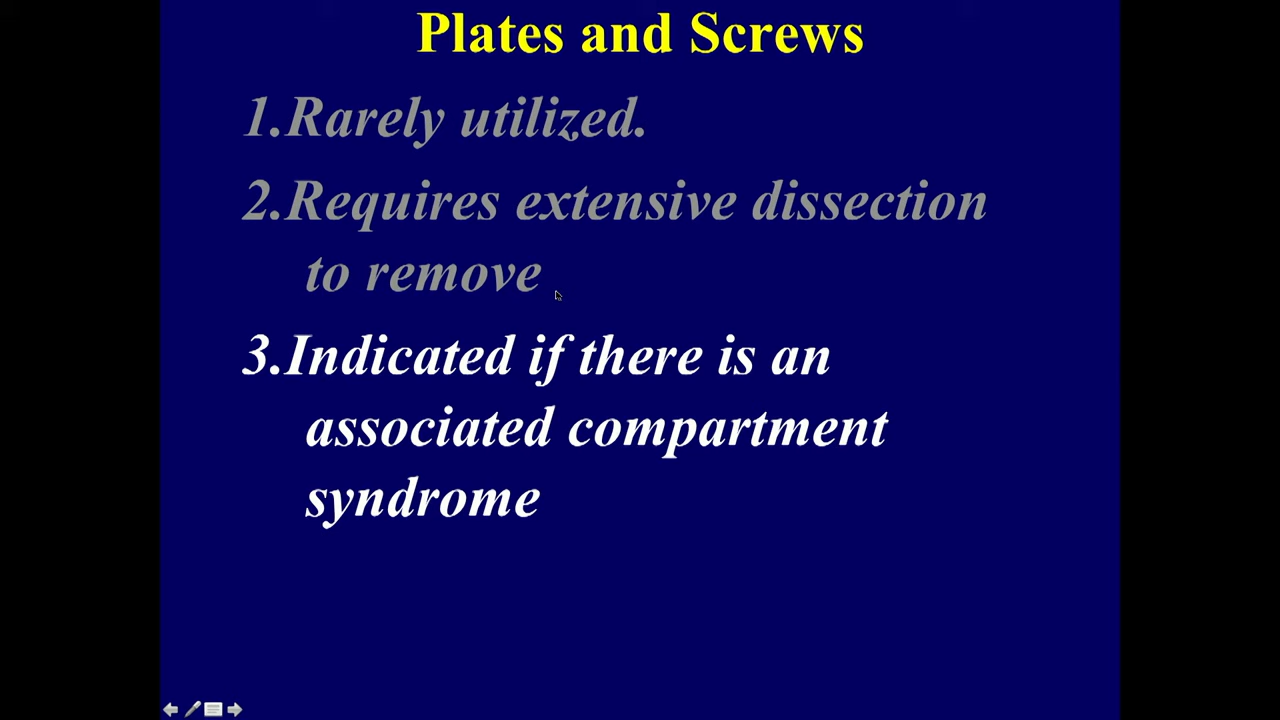 Plates and Screws
1.Rarely utilized.
2.Requires extensive dissection
to remove
3.Indicated if there is an
associated compartment
syndrome